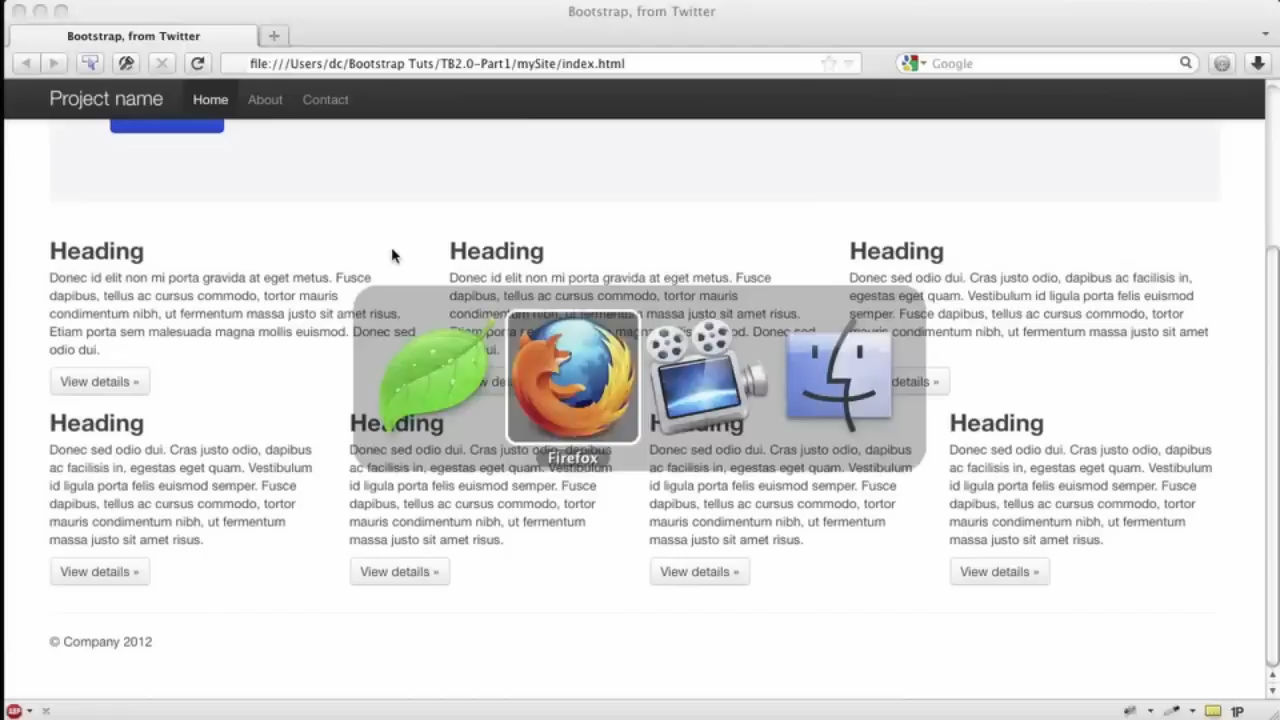 Bootstrap, from Twitter
Bootstrap, from Twitter
file:///Users/dc/Bootstrap Tuts/TB2.0-Part1/mySite/index.html
Google
Project name
Home
About
Contact
Heading
Donec id elit non mi porta gravida at eget metus. Fusce
dapibus, tellus ac cursus commodo, tortor mauris
condimentum nibh, ut fermentum massa justo sit amet risus.
Etiam porta sem malesuada magna mollis euismod. Donec sed
odio dui.
View details »
Heading
Donec id elit non mi porta gravida at eget metus. Fusce
dapibus, tellus ac cursus commodo, tortor mauris
condimentum nibh, ut fermentum massa justo sit amet risus.
Etiam porta sem malesuada magna mollis euismod. Donec sed
dui.
Heading
Donec sed odio dui. Cras justo odio, dapibus ac facilisis in,
egestas eget quam. Vestibulum id ligula porta felis euismod
semper. Fusce dapibus, tellus ac cursus commodo, tortor
mauris condimentum nibh, ut fermentum massa justo sit amet
risus.
details »
Firefox
Heading
Donec sed odio dui. Cras justo odio, dapibus
ac facilisis in, egestas eget quam. Vestibulum
id ligula porta felis euismod semper. Fusce
dapibus, tellus ac cursus commodo, tortor
mauris condimentum nibh, ut fermentum
massa justo sit amet risus.
View details »
Heading
Donec sed odio dui. Cras justo odio, dapibus
ac facilisis in, egestas eget quam. Vestibulum
id ligula porta felis euismod semper. Fusce
dapibus, tellus ac cursus commodo, tortor
mauris condimentum nibh, ut fermentum
massa justo sit amet risus.
View details »
Heading
Donec sed odio dui. Cras justo odio, dapibus
ac facilisis in, egestas eget quam. Vestibulum
id ligula porta felis euismod semper. Fusce
dapibus, tellus ac cursus commodo, tortor
mauris condimentum nibh, ut fermentum
massa justo sit amet risus.
View details »
Heading
Donec sed odio dui. Cras justo odio, dapibus
ac facilisis in, egestas eget quam. Vestibulum
id ligula porta felis euismod semper. Fusce
dapibus, tellus ac cursus commodo, tortor
mauris condimentum nibh, ut fermentum
massa justo sit amet risus.
View details »
© Company 2012
ABP
1P